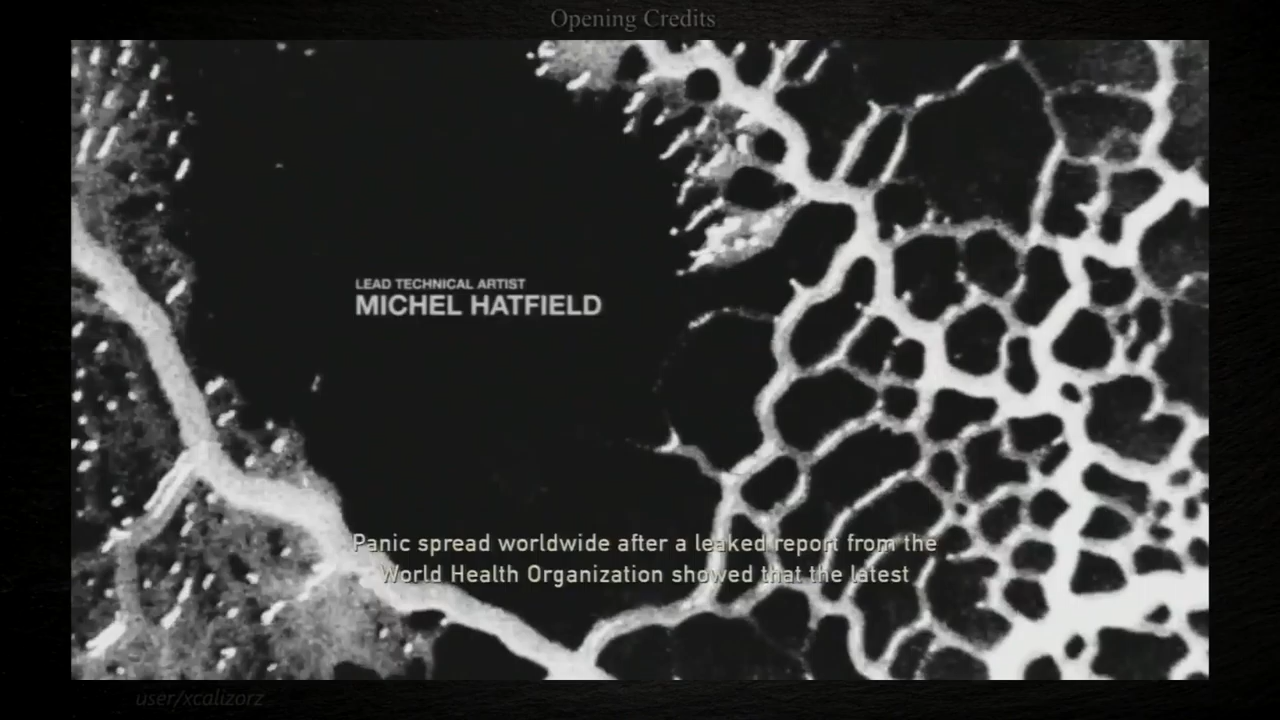 Opening Credits
LEAD TECHNICAL ARTIST
MICHEL HATFIELD
Panic spread worldwide after a leaked report from the
World Health Organization showed that the latest
user/xcalizorz